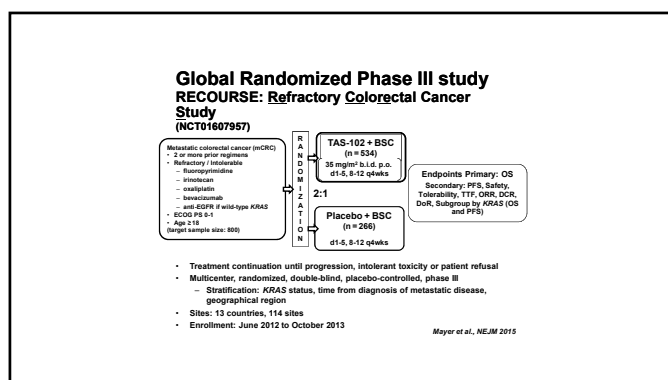 Global Randomized Phase III study
RECOURSE: Refractory Colorectal Cancer
Study
(NCT01607957)
Metastatic colorectal cancer (mCRC)
• 2 or more prior regimens
• Refractory / Intolerable
– fluoropyrimidine
– irinotecan
– oxaliplatin
– bevacizumab
– anti-EGFR if wild-type KRAS
• ECOG PS 0-1
• Age ≥18
(target sample size: 800)
RANDOMIZATION
TAS-102 + BSC
(n = 534)
35 mg/m² b.i.d. p.o.
d1-5, 8-12 q4wks
2:1
Placebo + BSC
(n = 266)
d1-5, 8-12 q4wks
Endpoints Primary: OS
Secondary: PFS, Safety,
Tolerability, TTF, ORR, DCR,
DoR, Subgroup by KRAS (OS
and PFS)
• Treatment continuation until progression, intolerant toxicity or patient refusal
• Multicenter, randomized, double-blind, placebo-controlled, phase III
– Stratification: KRAS status, time from diagnosis of metastatic disease,
geographical region
• Sites: 13 countries, 114 sites
• Enrollment: June 2012 to October 2013
Mayer et al., NEJM 2015